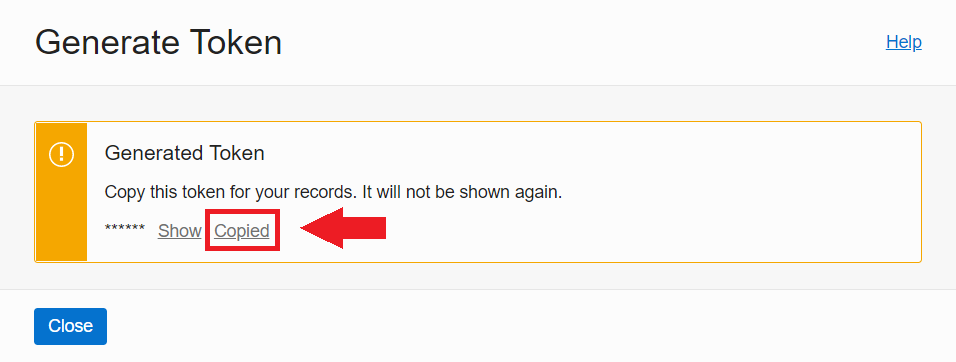 Generate Token
Help
Generated Token
Copy this token for your records. It will not be shown again.
****** Show Copied
Close